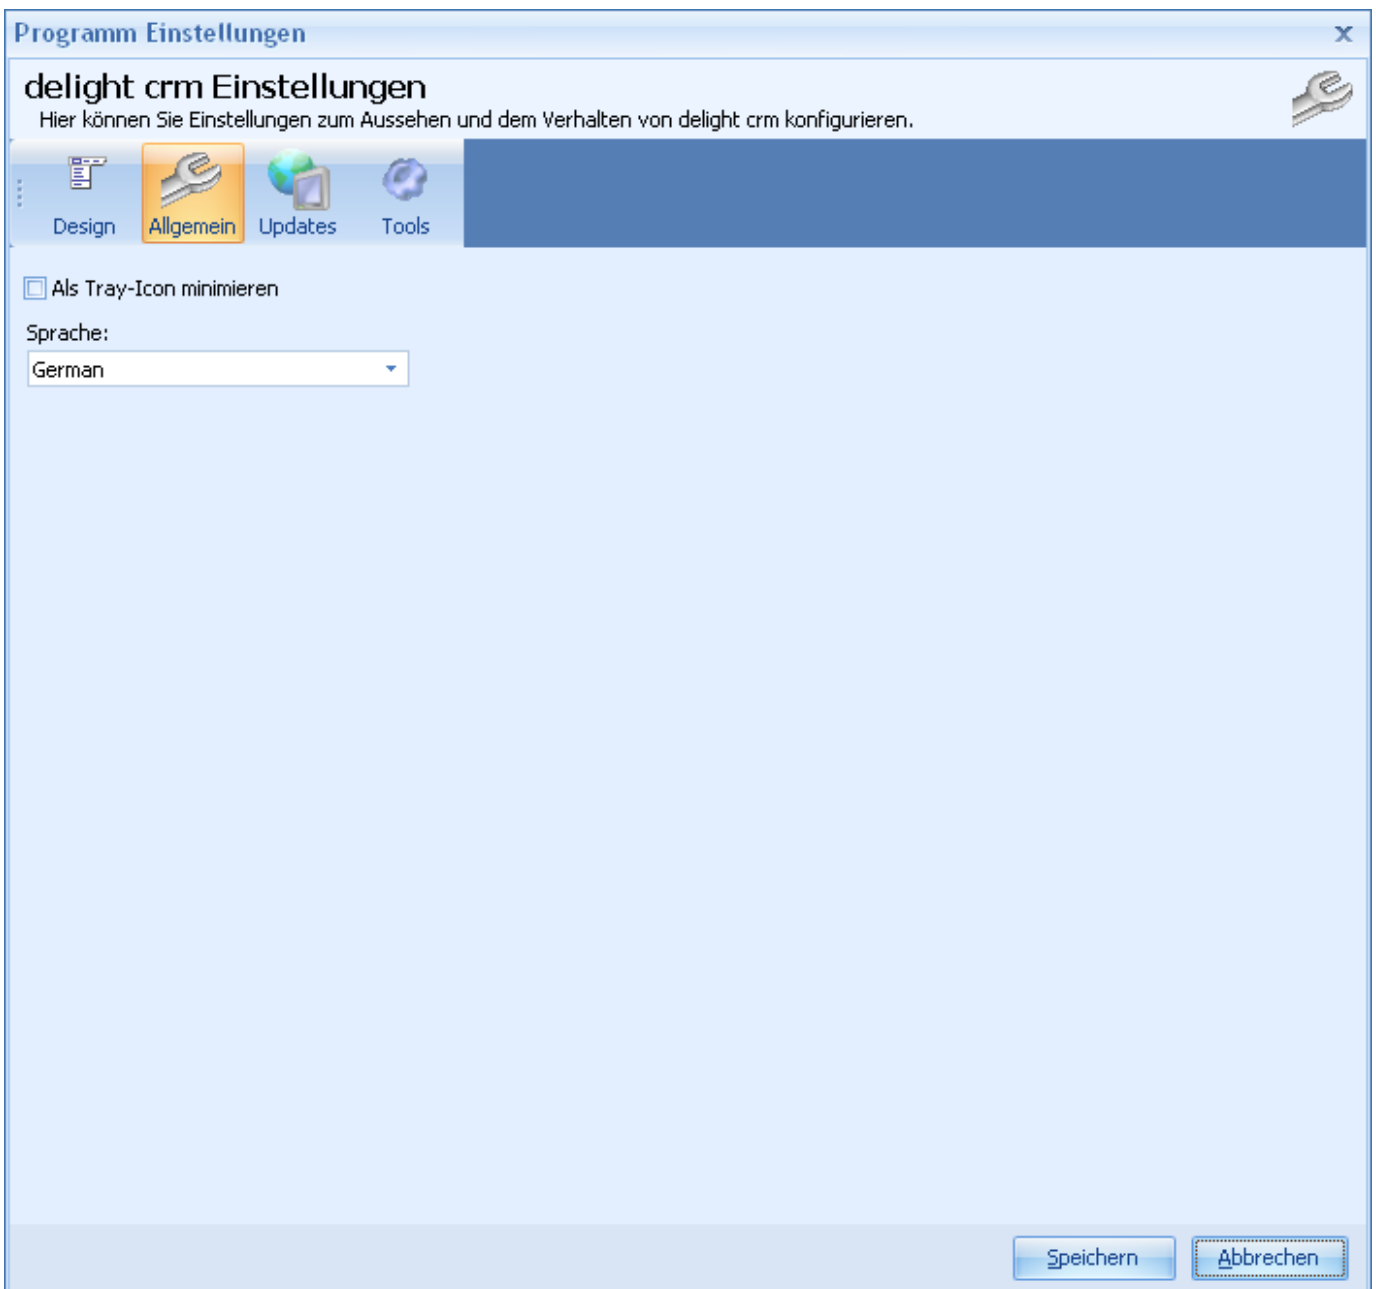 Programm Einstellungen
delight crm Einstellungen
Hier können Sie Einstellungen zum Aussehen und dem Verhalten von delight crm konfigurieren.
Design Allgemein Updates Tools
Als Tray-Icon minimieren
Sprache:
German
Speichern Abbrechen